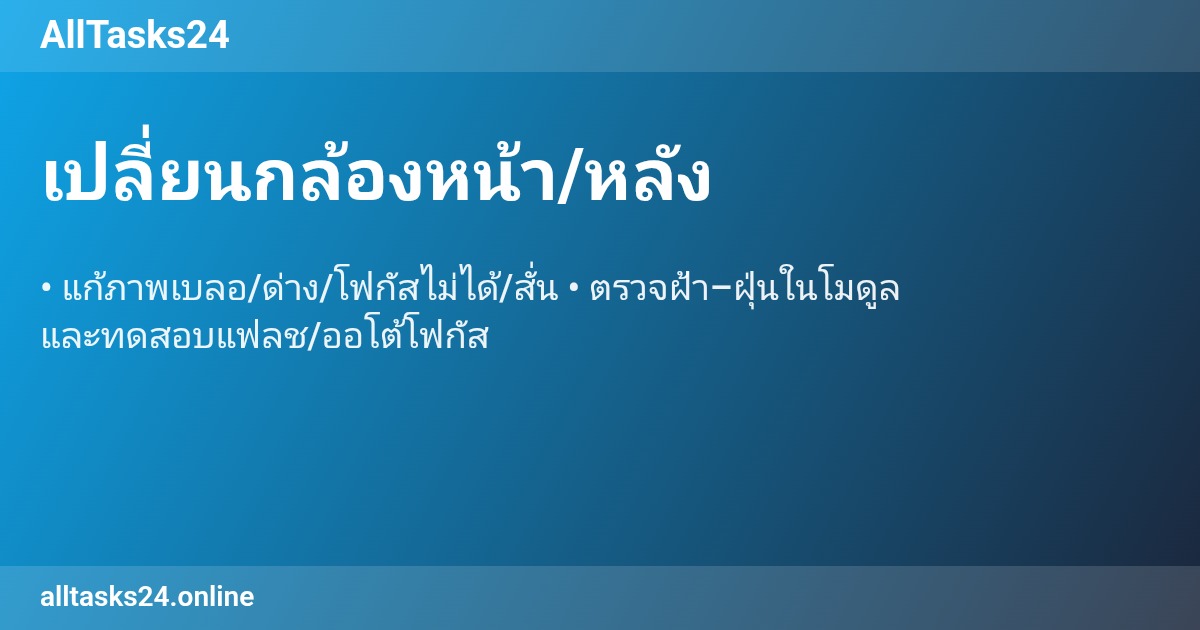 AllTasks24
เปลี่ยนกล้องหน้า/หลัง
• แก้ภาพเบลอ/ด่าง/โฟกัสไม่ได้/สั่น • ตรวจฝ้า–ฝุ่นในโมดูล
และทดสอบแฟลช/ออโต้โฟกัส
alltasks24.online